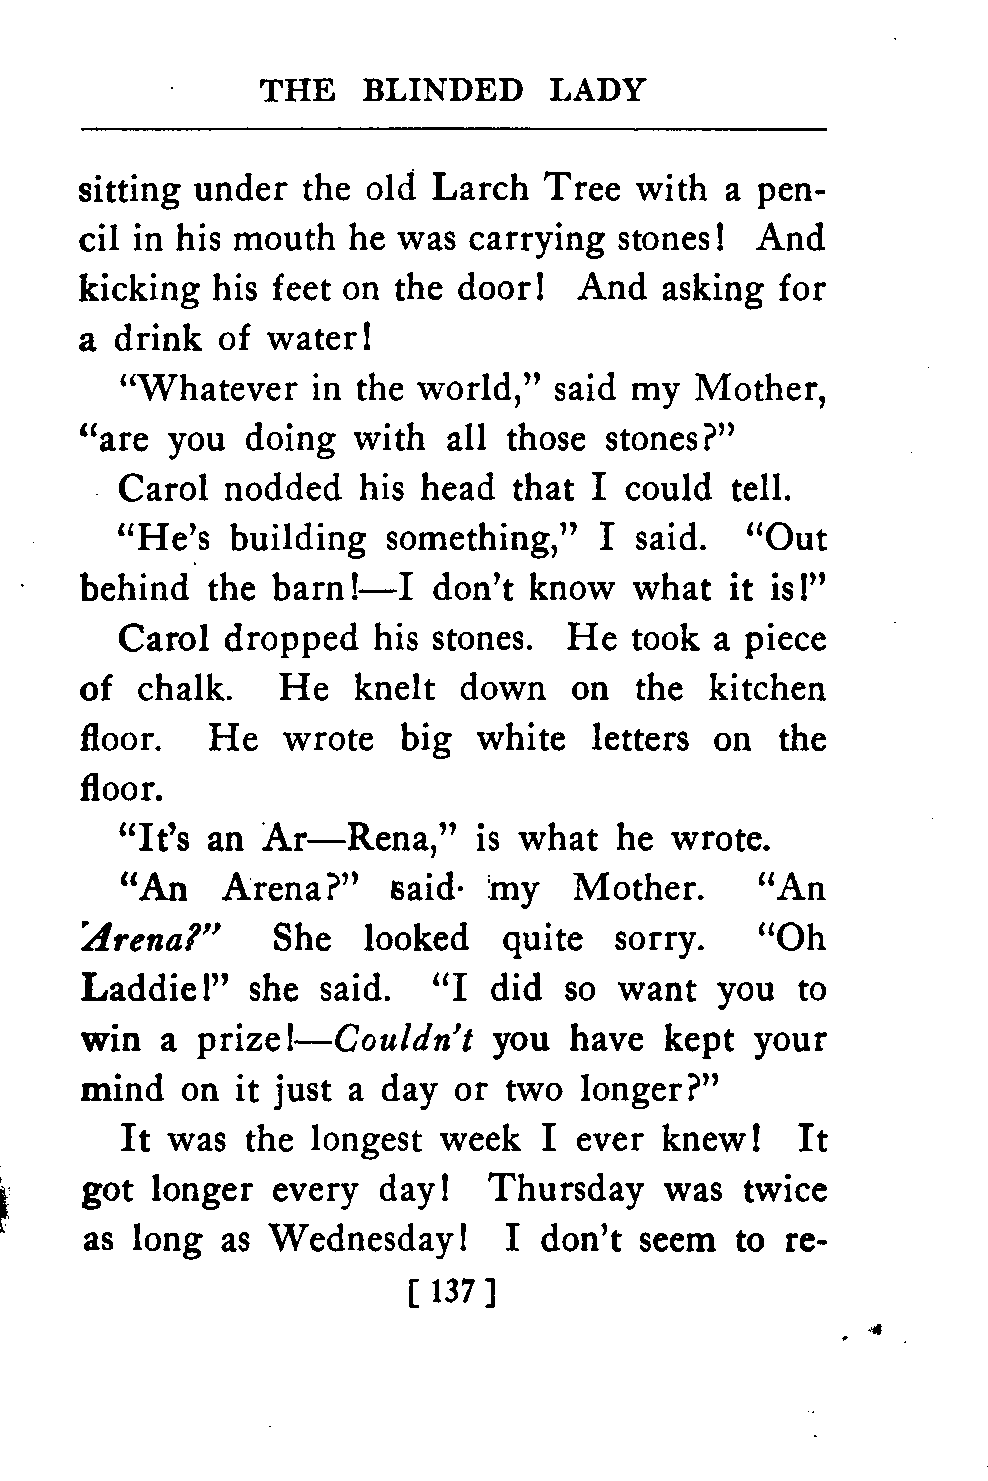 THE BLINDED LADY
sitting under the old Larch Tree with a pen-
cil in his mouth he was carrying stones! And
kicking his feet on the door! And asking for
a drink of water!
“Whatever in the world,” said my Mother,
“are you doing with all those stones?”
Carol nodded his head that I could tell.
“He's building something,” I said. “Out
behind the barn!—I don't know what it is!”
Carol dropped his stones. He took a piece
of chalk. He knelt down on the kitchen
floor. He wrote big white letters on the
floor.
“It's an Ar—Rena,” is what he wrote.
“An Arena?” said my Mother. “An
Arena?” She looked quite sorry. “Oh
Laddie!” she said. “I did so want you to
win a prize!—Couldn't you have kept your
mind on it just a day or two longer?”
It was the longest week I ever knew! It
got longer every day! Thursday was twice
as long as Wednesday! I don't seem to re-
[ 137 ]